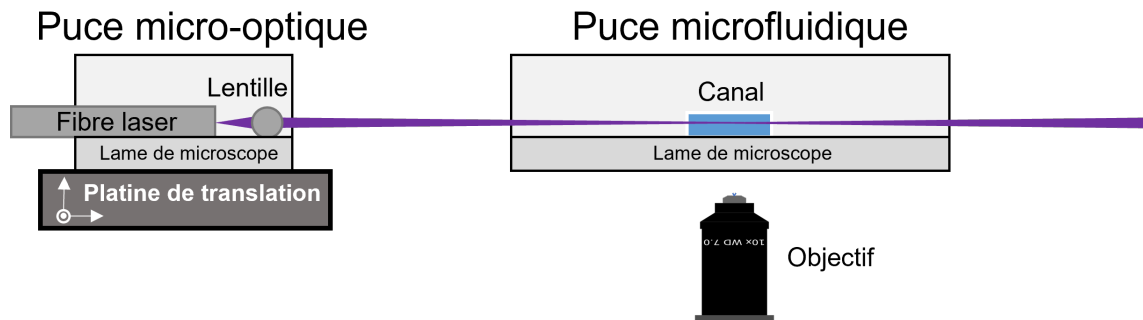 Puce micro-optique
Puce microfluidique
Lentille
Canal
Fibre laser
Lame de microscope
Lame de microscope
Platine de translation
10x WD 7.0
Objectif